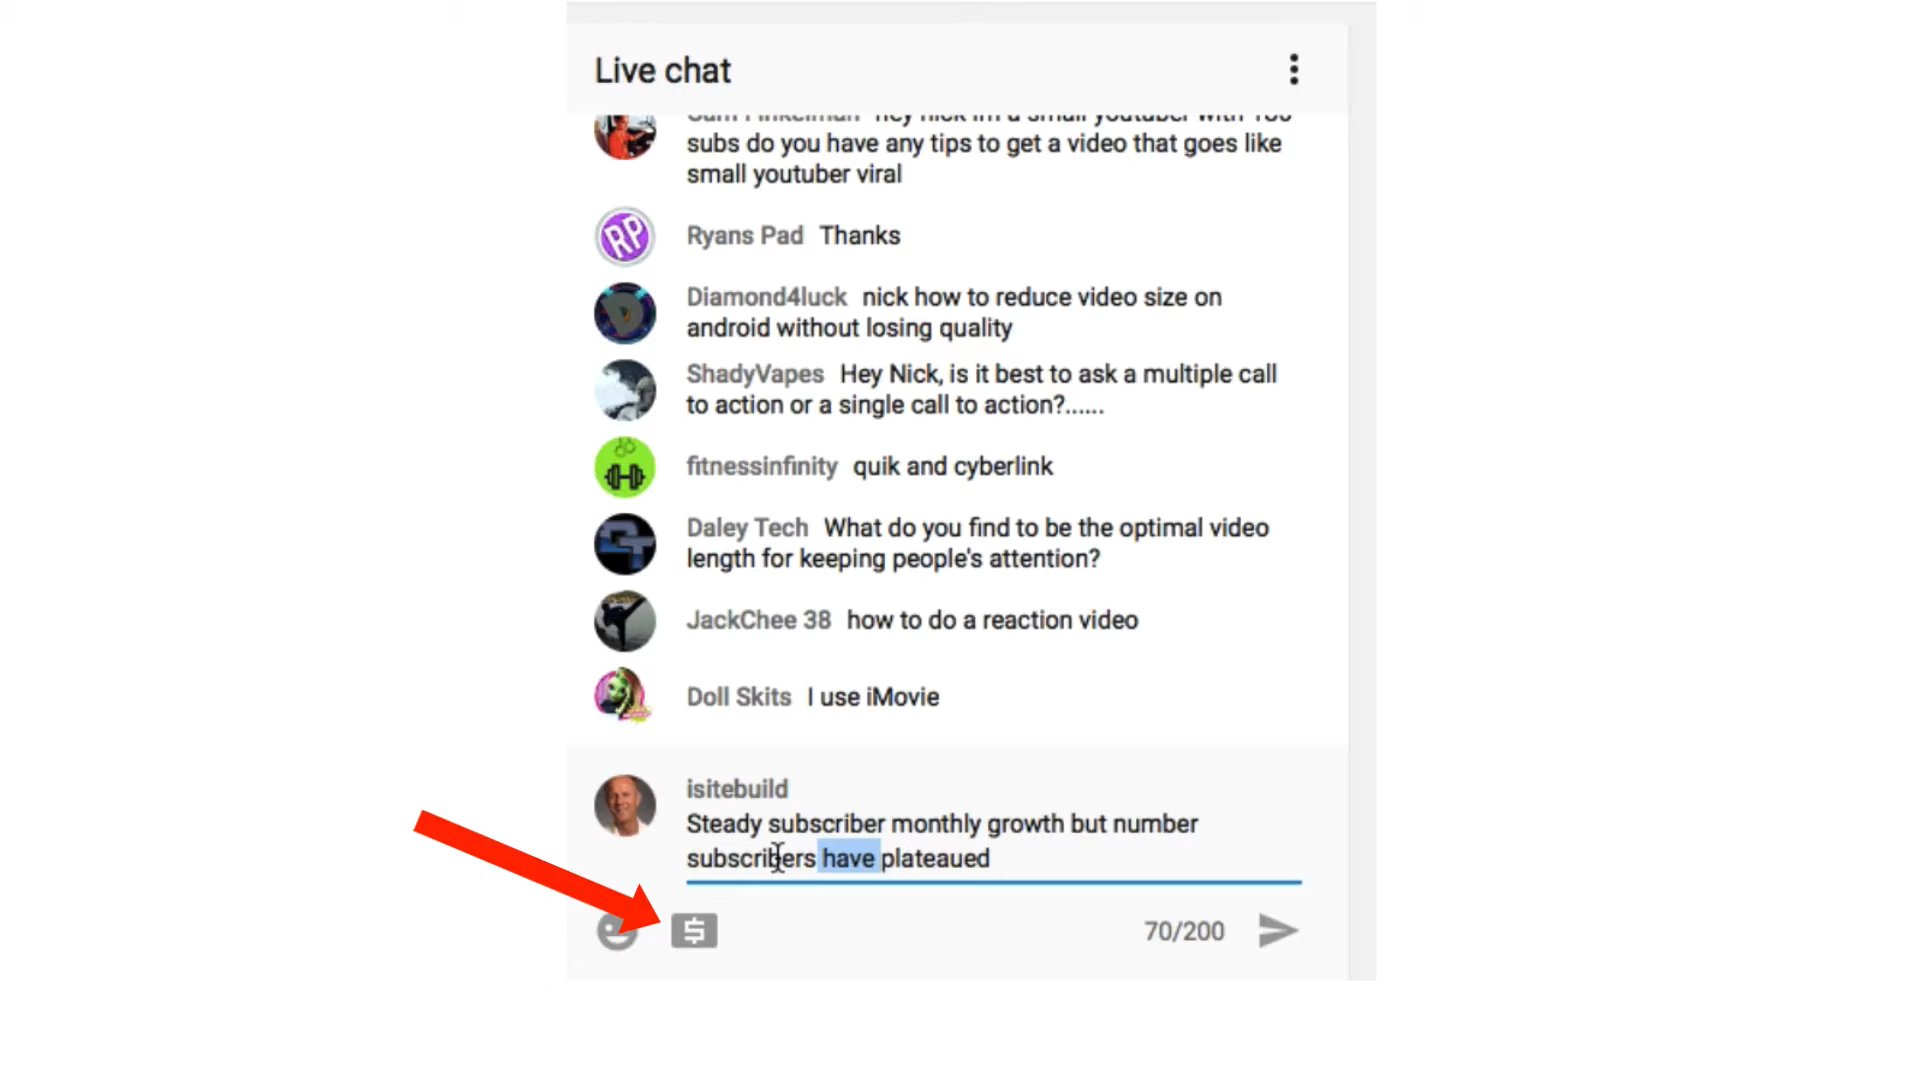 Live chat
hey nick im a small youtuber with
subs do you have any tips to get a video that goes like
small youtuber viral
RP
Ryans Pad Thanks
Diamond4luck nick how to reduce video size on
android without losing quality
D
ShadyVapes Hey Nick, is it best to ask a multiple call
to action or a single call to action?......
fitnessinfinity quik and cyberlink
DT
Daley Tech What do you find to be the optimal video
length for keeping people's attention?
JackChee 38 how to do a reaction video
Doll Skits I use iMovie
isitebuild
Steady subscriber monthly growth but number
subscribers have plateaued
$ 70/200